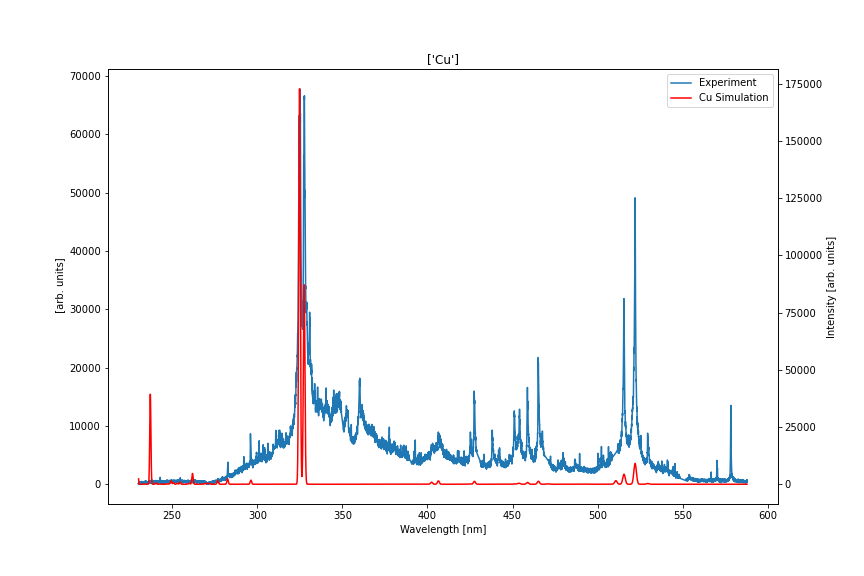 ['Cu']
70000
60000
50000
40000
30000
20000
10000
0
[arb. units]
175000
150000
125000
100000
75000
50000
25000
0
Intensity [arb. units]
Experiment
Cu Simulation
250 300 350 400 450 500 550 600
Wavelength [nm]